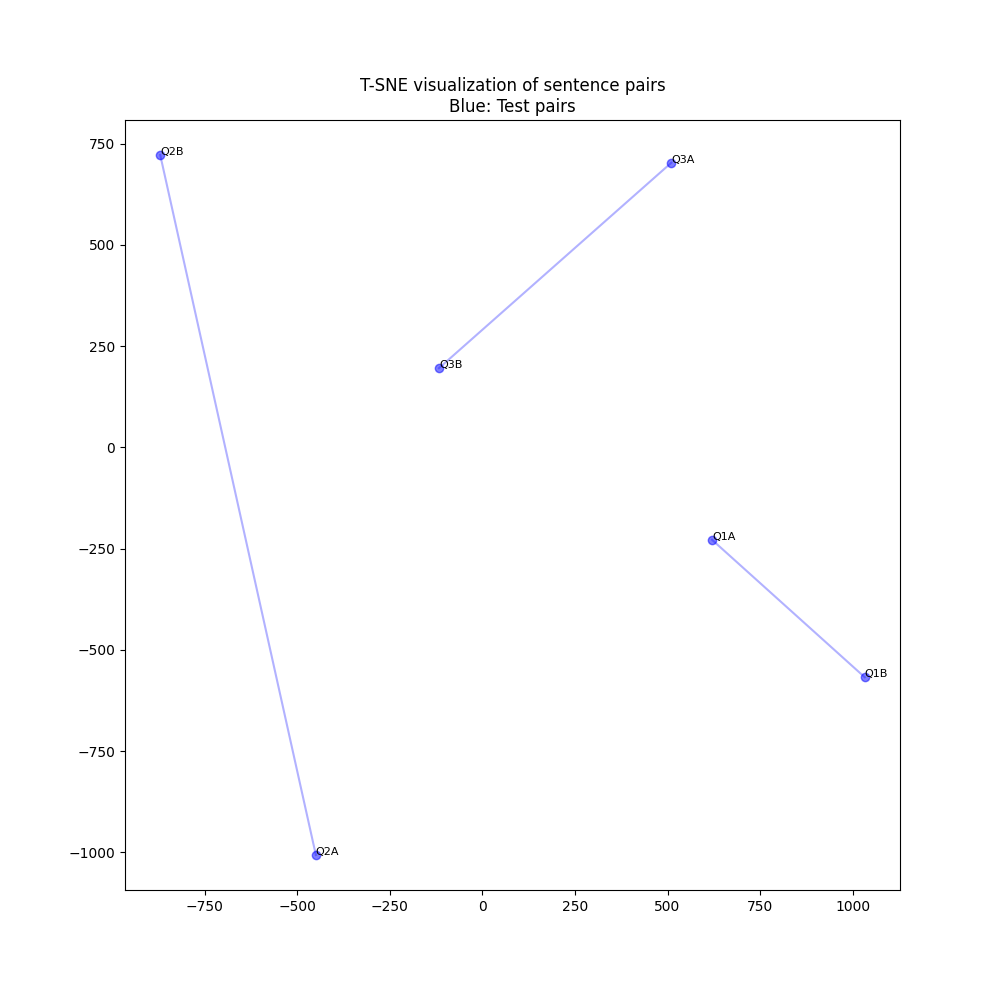 T-SNE visualization of sentence pairs
Blue: Test pairs
750
500
250
0
−250
−500
−750
−1000
Q2B
Q3A
Q3B
Q1A
Q1B
Q2A
−750 −500 −250 0 250 500 750 1000